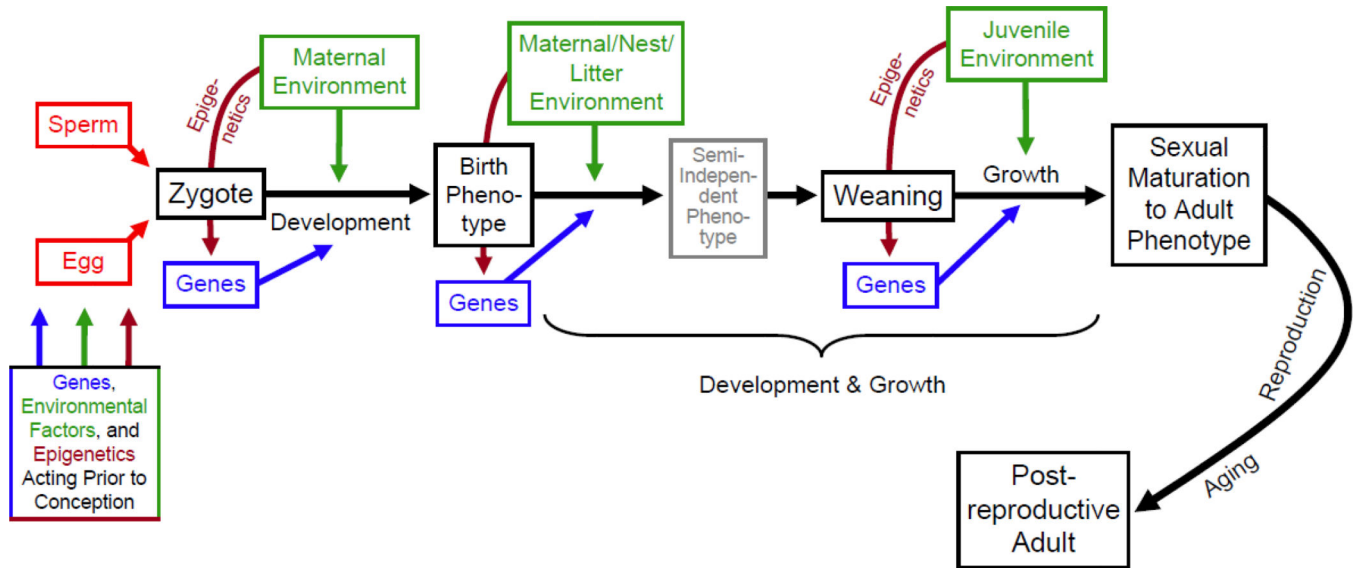 Sperm
Egg
Genes,
Environmental
Factors, and
Epigenetics
Acting Prior to
Conception
Zygote
Epige-
netics
Maternal
Environment
Development
Genes
Birth
Pheno-
type
Maternal/Nest/
Litter
Environment
Genes
Semi-
Indepen-
dent
Pheno-
type
Weaning
Epige-
netics
Juvenile
Environment
Growth
Genes
Development & Growth
Sexual
Maturation
to Adult
Phenotype
Reproduction
Aging
Post-
reproductive
Adult